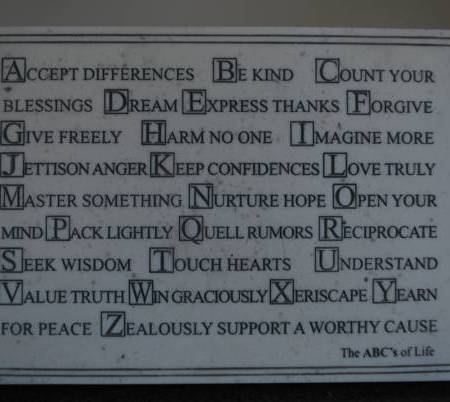 ACCEPT DIFFERENCES BE KIND COUNT YOUR
BLESSINGS DREAM EXPRESS THANKS FORGIVE
GIVE FREELY HARM NO ONE IMAGINE MORE
JETTISON ANGER KEEP CONFIDENCES LOVE TRULY
MASTER SOMETHING NURTURE HOPE OPEN YOUR
MIND PACK LIGHTLY QUELL RUMORS RECIPROCATE
SEEK WISDOM TOUCH HEARTS UNDERSTAND
VALUE TRUTH WIN GRACIOUSLY XERISCAPE YEARN
FOR PEACE ZEALOUSLY SUPPORT A WORTHY CAUSE
The ABC's of Life